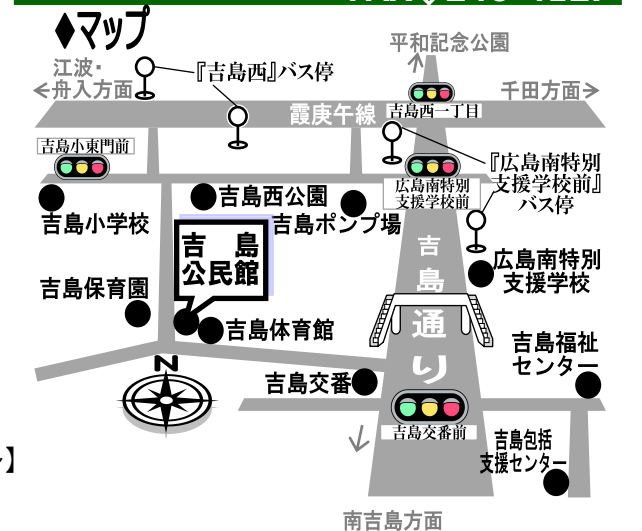 ◆マップ
平和記念公園
江波・
舟入方面
『吉島西』バス停
千田方面
霞庚午線
吉島西一丁目
吉島小東門前
『広島南特別
支援学校前』
バス停
広島南特別
支援学校前
吉島小学校
吉島西公園
吉島ポンプ場
吉島
公民館
吉島通り
広島南特別
支援学校
吉島保育園
吉島体育館
吉島福祉
センター
N
吉島交番
吉島交番前
吉島包括
支援センター
】
南吉島方面